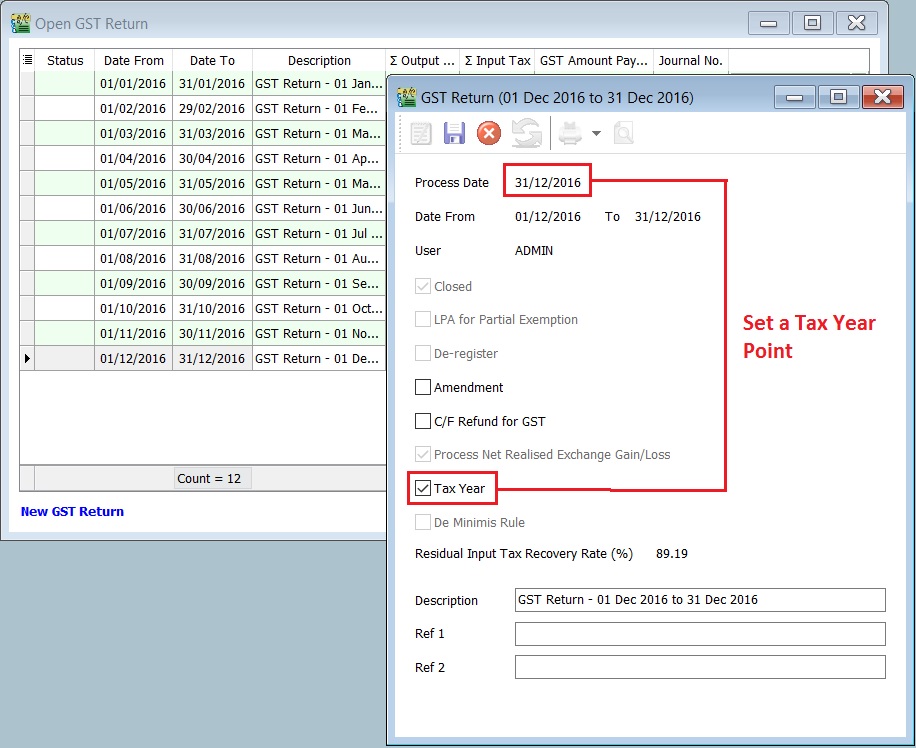 Open GST Return
Status Date From Date To Description Σ Output ... Σ Input Tax GST Amount Pay... Journal No.
01/01/2016 31/01/2016 GST Return - 01 Jan...
01/02/2016 29/02/2016 GST Return - 01 Fe...
01/03/2016 31/03/2016 GST Return - 01 Ma...
01/04/2016 30/04/2016 GST Return - 01 Ap...
01/05/2016 31/05/2016 GST Return - 01 Ma...
01/06/2016 30/06/2016 GST Return - 01 Jun...
01/07/2016 31/07/2016 GST Return - 01 Jul ...
01/08/2016 31/08/2016 GST Return - 01 Au...
01/09/2016 30/09/2016 GST Return - 01 Se...
01/10/2016 31/10/2016 GST Return - 01 Oct...
01/11/2016 30/11/2016 GST Return - 01 No...
01/12/2016 31/12/2016 GST Return - 01 De...
Count = 12
New GST Return
GST Return (01 Dec 2016 to 31 Dec 2016)
Process Date 31/12/2016
Date From 01/12/2016 To 31/12/2016
User ADMIN
Closed
LPA for Partial Exemption
De-register
Amendment
C/F Refund for GST
Process Net Realised Exchange Gain/Loss
Tax Year
De Minimis Rule
Residual Input Tax Recovery Rate (%) 89.19
Description GST Return - 01 Dec 2016 to 31 Dec 2016
Ref 1
Ref 2
Set a Tax Year
Point